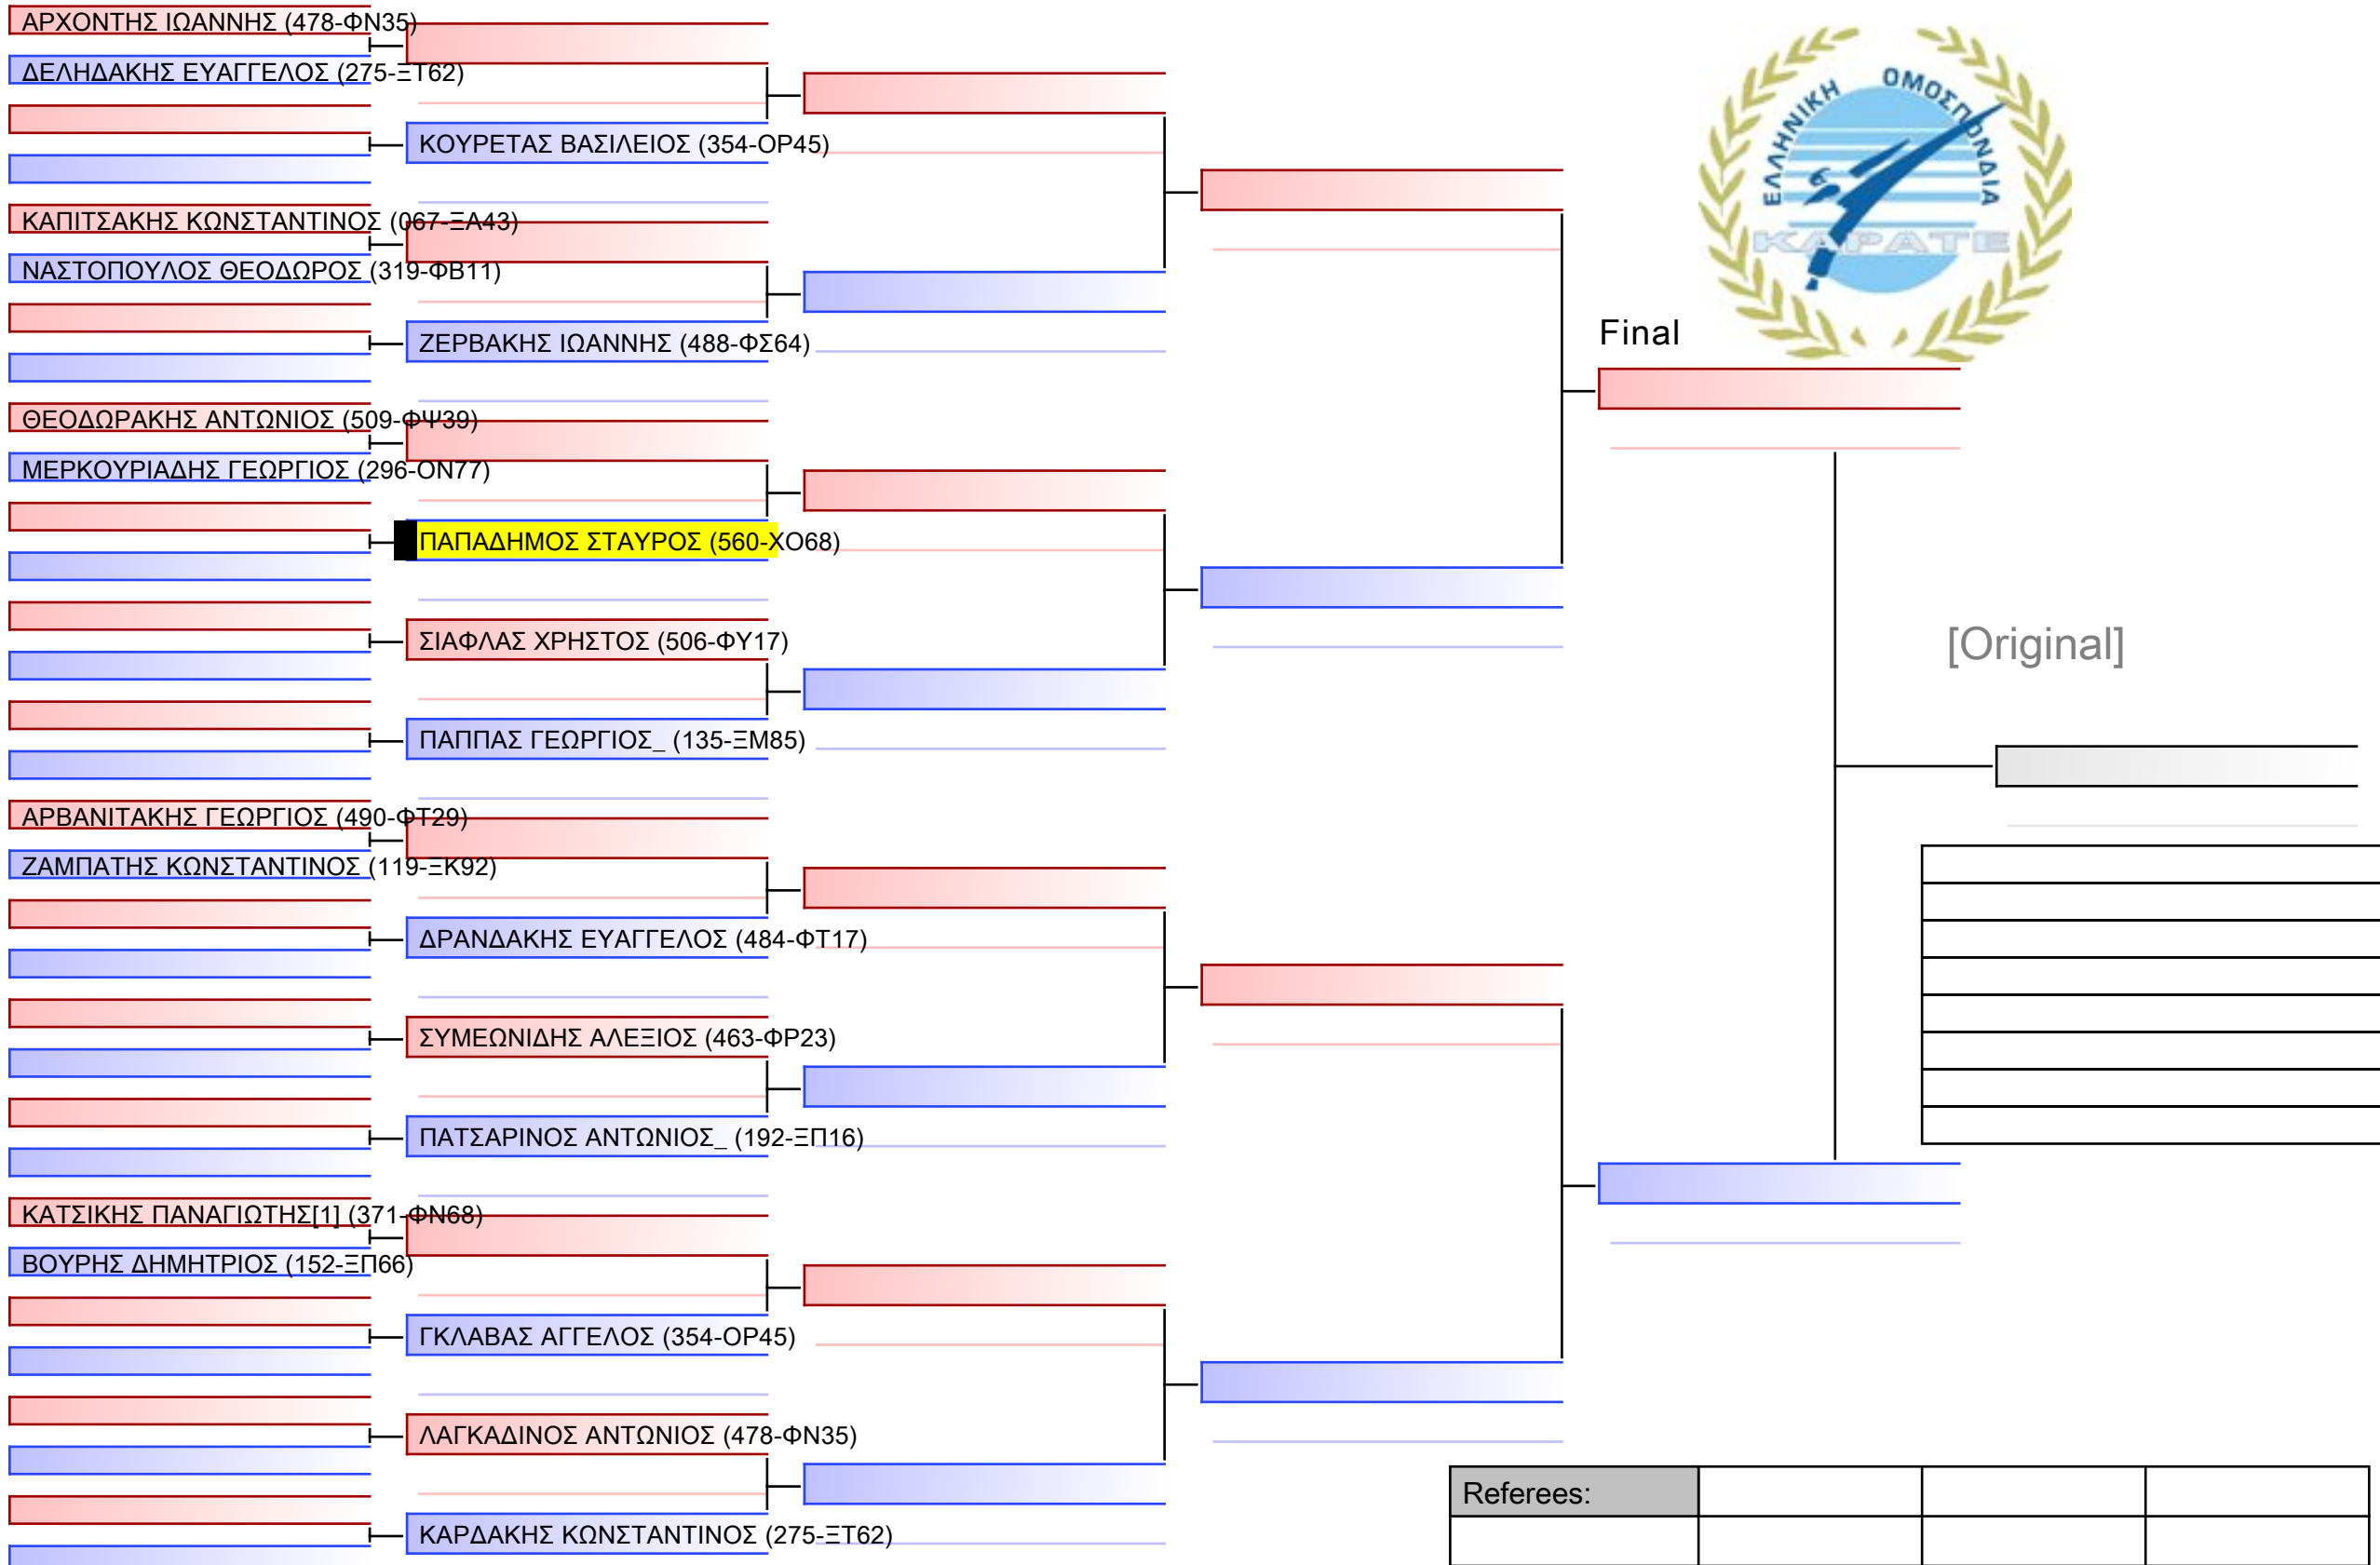 ΑΡΧΟΝΤΗΣ ΙΩΑΝΝΗΣ (478-ΦΝ35)
ΔΕΛΗΔΑΚΗΣ ΕΥΑΓΓΕΛΟΣ (275-ΞΤ62)
ΚΟΥΡΕΤΑΣ ΒΑΣΙΛΕΙΟΣ (354-ΟΡ45)
ΚΑΠΙΤΣΑΚΗΣ ΚΩΝΣΤΑΝΤΙΝΟΣ (067-ΞΑ43)
ΝΑΣΤΟΠΟΥΛΟΣ ΘΕΟΔΩΡΟΣ (319-ΦΒ11)
ΖΕΡΒΑΚΗΣ ΙΩΑΝΝΗΣ (488-ΦΣ64)
ΘΕΟΔΩΡΑΚΗΣ ΑΝΤΩΝΙΟΣ (509-ΦΨ39)
ΜΕΡΚΟΥΡΙΑΔΗΣ ΓΕΩΡΓΙΟΣ (296-ΟΝ77)
ΠΑΠΑΔΗΜΟΣ ΣΤΑΥΡΟΣ (560-ΧΟ68)
ΣΙΑΦΛΑΣ ΧΡΗΣΤΟΣ (506-ΦΥ17)
ΠΑΠΠΑΣ ΓΕΩΡΓΙΟΣ_ (135-ΞΜ85)
ΑΡΒΑΝΙΤΑΚΗΣ ΓΕΩΡΓΙΟΣ (490-ΦΤ29)
ΖΑΜΠΑΤΗΣ ΚΩΝΣΤΑΝΤΙΝΟΣ (119-ΞΚ92)
ΔΡΑΝΔΑΚΗΣ ΕΥΑΓΓΕΛΟΣ (484-ΦΤ17)
ΣΥΜΕΩΝΙΔΗΣ ΑΛΕΞΙΟΣ (463-ΦΡ23)
ΠΑΤΣΑΡΙΝΟΣ ΑΝΤΩΝΙΟΣ_ (192-ΞΠ16)
ΚΑΤΣΙΚΗΣ ΠΑΝΑΓΙΩΤΗΣ[1] (371-ΦΝ68)
ΒΟΥΡΗΣ ΔΗΜΗΤΡΙΟΣ (152-ΞΠ66)
ΓΚΛΑΒΑΣ ΑΓΓΕΛΟΣ (354-ΟΡ45)
ΛΑΓΚΑΔΙΝΟΣ ΑΝΤΩΝΙΟΣ (478-ΦΝ35)
ΚΑΡΔΑΚΗΣ ΚΩΝΣΤΑΝΤΙΝΟΣ (275-ΞΤ62)
ΕΛΛΗΝΙΚΗ ΟΜΟΣΠΟΝΔΙΑ
ΚΑΡΑΤΕ
Final
[Original]
Referees: